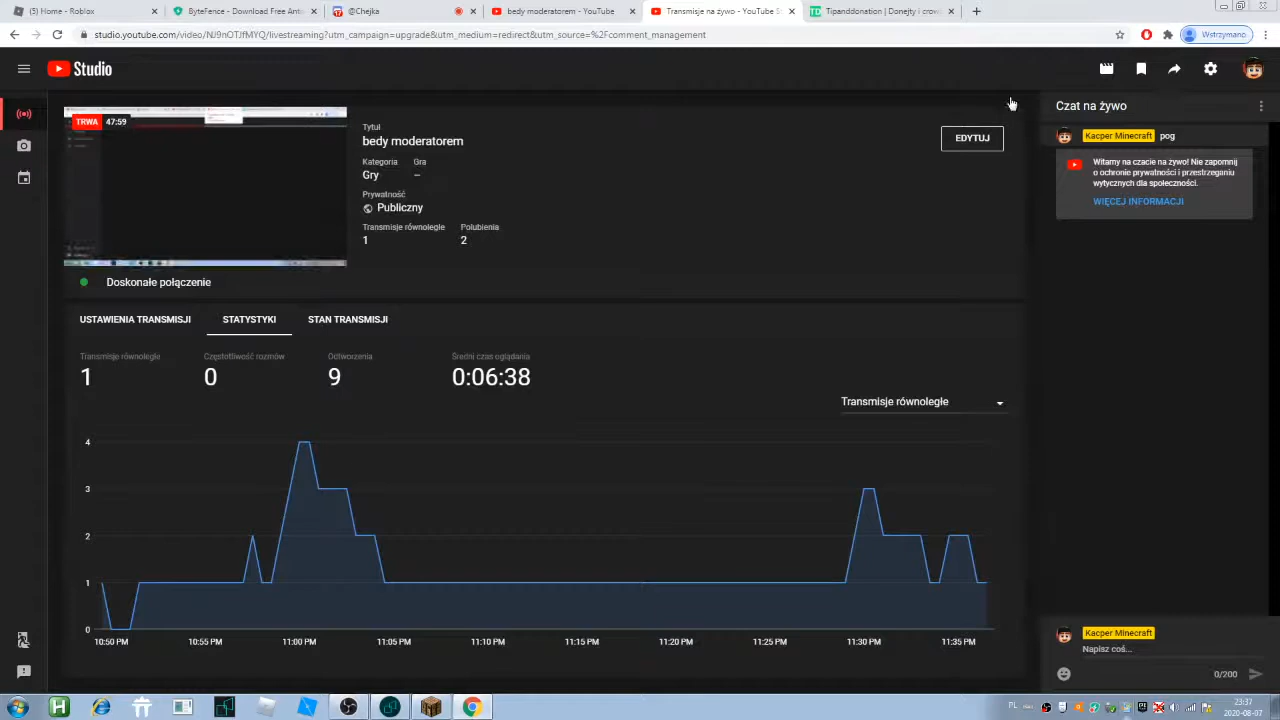 (5) Home - Roblox
ByteFence - Download Free Anti
@Chejka
bedy moderatorem - YouTube
Transmisje na żywo - YouTube S
Tipanddonation | Donejty i crow
studio.youtube.com/video/NJ9nOTJfMYQ/livestreaming?utm_campaign=upgrade&utm_medium=redirect&utm_source=%2Fcomment_management
Wstrzymano
Studio
TRWA 47:59
Tytuł
bedy moderatorem
EDYTUJ
Kategoria Gra
Gry –
Prywatność
Publiczny
Transmisje równoległe Polubienia
1 2
Doskonałe połączenie
USTAWIENIA TRANSMISJI STATYSTYKI STAN TRANSMISJI
Transmisje równoległe Częstotliwość rozmów Odtworzenia Średni czas oglądania
1 0 9 0:06:38
Transmisje równoległe
4
3
2
1
0
10:50 PM 10:55 PM 11:00 PM 11:05 PM 11:10 PM 11:15 PM 11:20 PM 11:25 PM 11:30 PM 11:35 PM
Czat na żywo
Kacper Minecraft pog
Witamy na czacie na żywo! Nie zapomnij
o ochronie prywatności i przestrzeganiu
wytycznych dla społeczności.
WIĘCEJ INFORMACJI
Kacper Minecraft
Napisz coś...
0/200
PL
23:37
2020-08-07